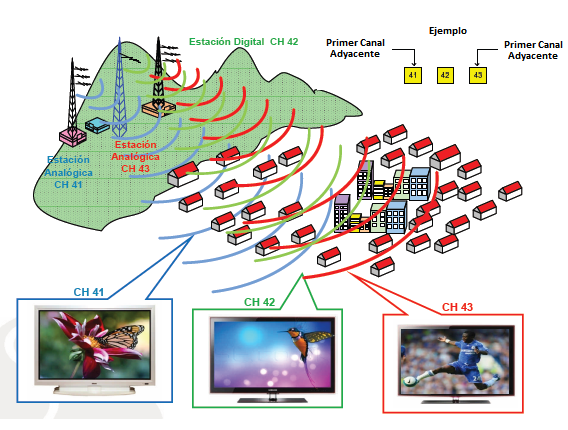 Estación Digital CH 42
Ejemplo
Primer Canal
Adyacente
Primer Canal
Adyacente
41
42
43
Estación
Analógica
CH 43
Estación
Analógica
CH 41
CH 41
CH 42
CH 43